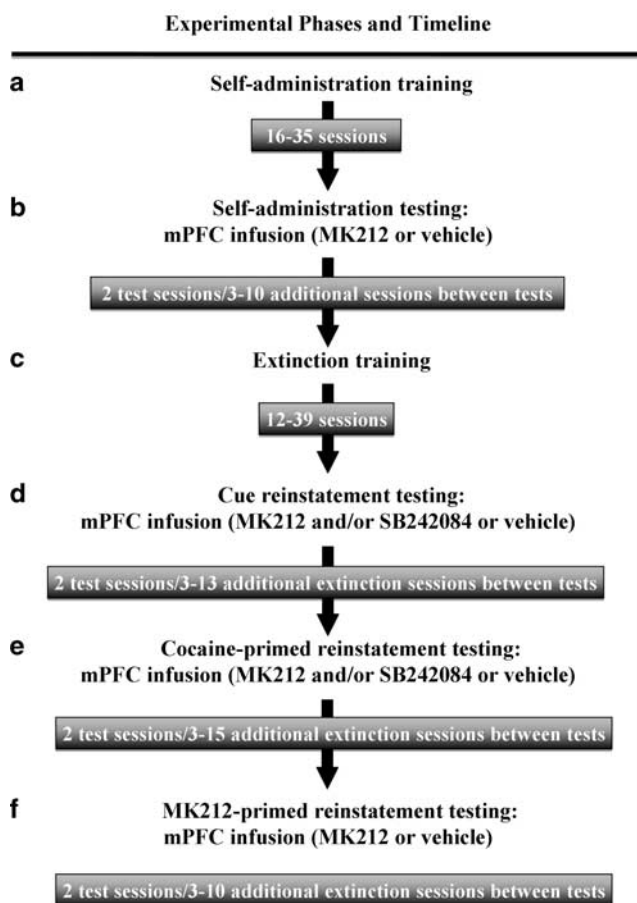 Experimental Phases and Timeline
a
Self-administration training
16-35 sessions
b
Self-administration testing:
mPFC infusion (MK212 or vehicle)
2 test sessions/3-10 additional sessions between tests
c
Extinction training
12-39 sessions
d
Cue reinstatement testing:
mPFC infusion (MK212 and/or SB242084 or vehicle)
2 test sessions/3-13 additional extinction sessions between tests
e
Cocaine-primed reinstatement testing:
mPFC infusion (MK212 and/or SB242084 or vehicle)
2 test sessions/3-15 additional extinction sessions between tests
f
MK212-primed reinstatement testing:
mPFC infusion (MK212 or vehicle)
2 test sessions/3-10 additional extinction sessions between tests